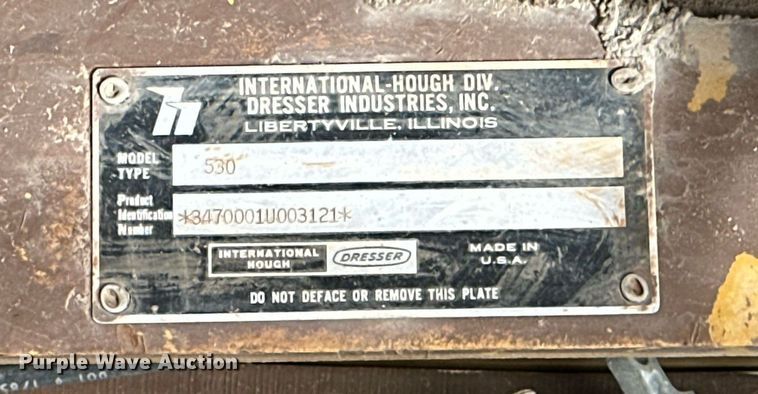 INTERNATIONAL-HOUGH DIV.
DRESSER INDUSTRIES, INC.
LIBERTYVILLE, ILLINOIS
MODEL TYPE 530
Product Identification Number *3470001U003121*
INTERNATIONAL HOUGH
DRESSER
MADE IN U.S.A.
DO NOT DEFACE OR REMOVE THIS PLATE
Purple Wave Auction